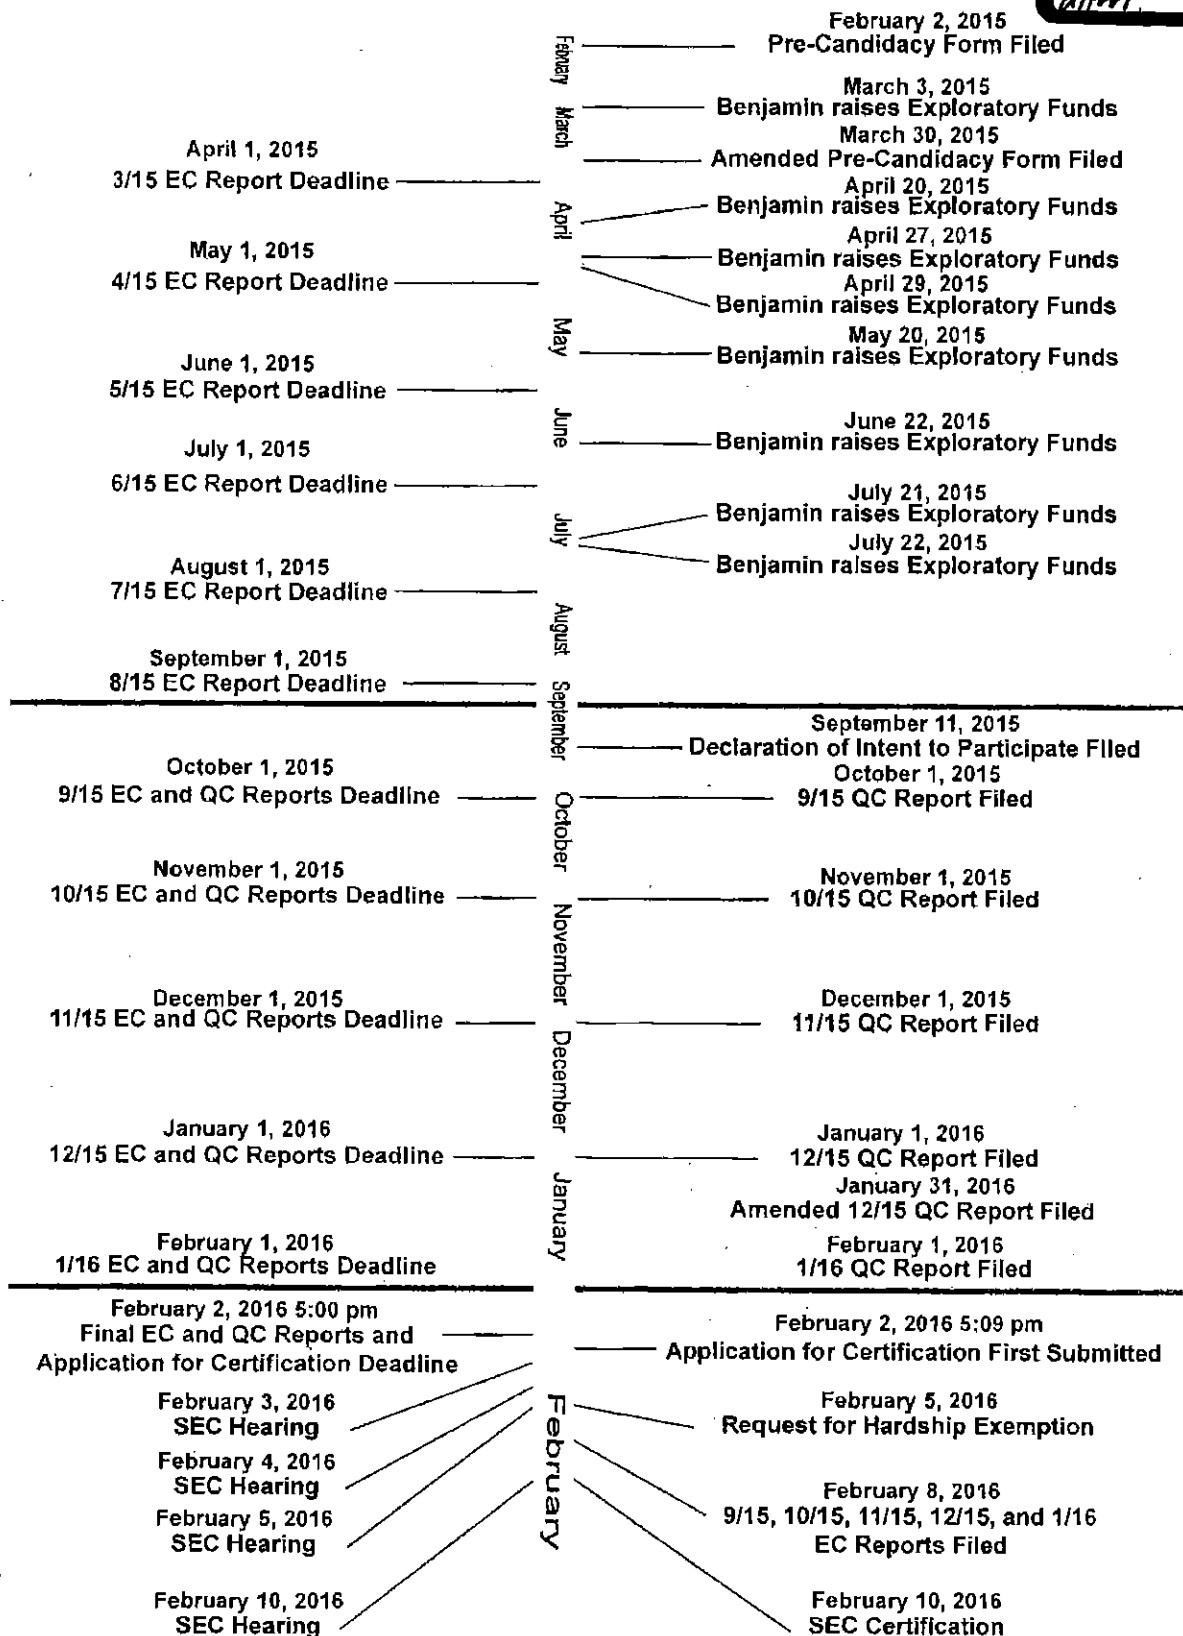 February 2, 2015
Pre-Candidacy Form Filed
February
March 3, 2015
Benjamin raises Exploratory Funds
March
March 30, 2015
Amended Pre-Candidacy Form Filed
April 1, 2015
3/15 EC Report Deadline
April 20, 2015
Benjamin raises Exploratory Funds
April
April 27, 2015
Benjamin raises Exploratory Funds
May 1, 2015
4/15 EC Report Deadline
April 29, 2015
Benjamin raises Exploratory Funds
May
May 20, 2015
Benjamin raises Exploratory Funds
June 1, 2015
5/15 EC Report Deadline
June
June 22, 2015
Benjamin raises Exploratory Funds
July 1, 2015
6/15 EC Report Deadline
July 21, 2015
Benjamin raises Exploratory Funds
July
July 22, 2015
Benjamin raises Exploratory Funds
August 1, 2015
7/15 EC Report Deadline
August
September 1, 2015
8/15 EC Report Deadline
September
September 11, 2015
Declaration of Intent to Participate Filed
October 1, 2015
9/15 EC and QC Reports Deadline
October
October 1, 2015
9/15 QC Report Filed
November 1, 2015
10/15 EC and QC Reports Deadline
November 1, 2015
10/15 QC Report Filed
November
December 1, 2015
11/15 EC and QC Reports Deadline
December 1, 2015
11/15 QC Report Filed
December
January 1, 2016
12/15 EC and QC Reports Deadline
January 1, 2016
12/15 QC Report Filed
January
January 31, 2016
Amended 12/15 QC Report Filed
February 1, 2016
1/16 EC and QC Reports Deadline
February 1, 2016
1/16 QC Report Filed
February 2, 2016 5:00 pm
Final EC and QC Reports and
Application for Certification Deadline
February 2, 2016 5:09 pm
Application for Certification First Submitted
February 3, 2016
SEC Hearing
February
February 5, 2016
Request for Hardship Exemption
February 4, 2016
SEC Hearing
February 5, 2016
SEC Hearing
February 8, 2016
9/15, 10/15, 11/15, 12/15, and 1/16
EC Reports Filed
February 10, 2016
SEC Hearing
February 10, 2016
SEC Certification